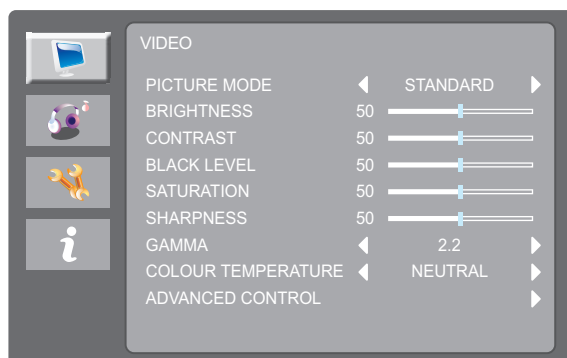 VIDEO
PICTURE MODE STANDARD
BRIGHTNESS 50
CONTRAST 50
BLACK LEVEL 50
SATURATION 50
SHARPNESS 50
GAMMA 2.2
COLOUR TEMPERATURE NEUTRAL
ADVANCED CONTROL
i